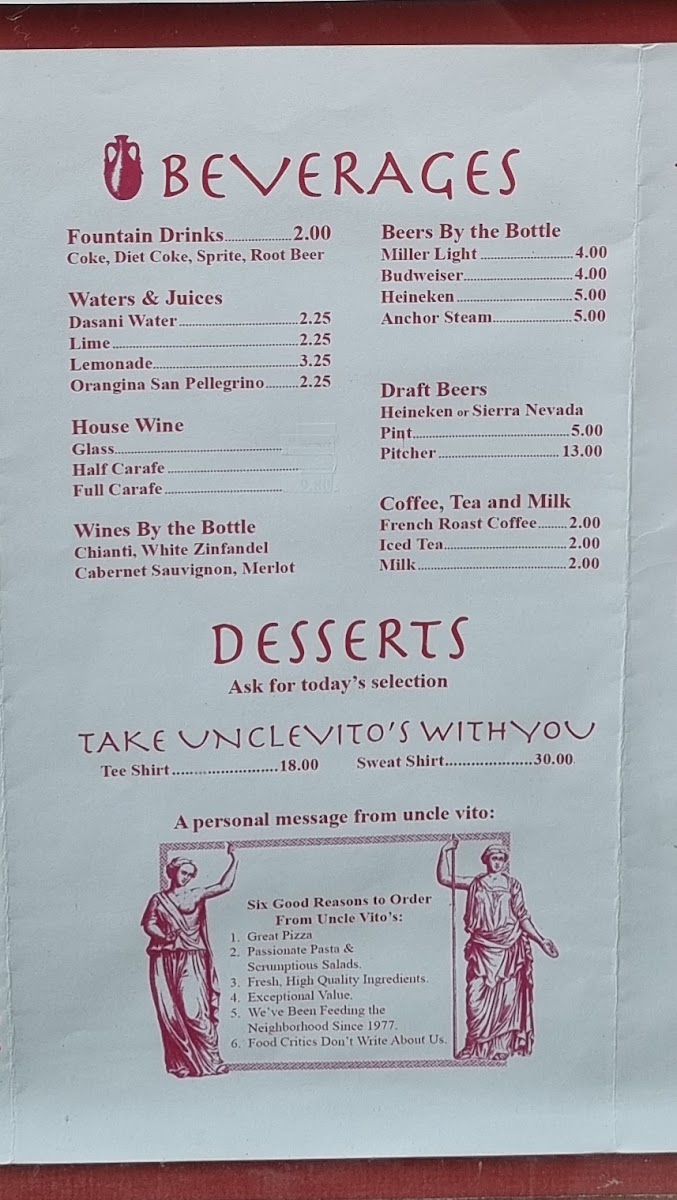 BEVERAGES
Fountain Drinks....................2.00
Coke, Diet Coke, Sprite, Root Beer
Waters & Juices
Dasani Water....................2.25
Lime....................2.25
Lemonade....................3.25
Orangina San Pellegrino.........2.25
House Wine
Glass....................
Half Carafe....................
Full Carafe....................
Wines By the Bottle
Chianti, White Zinfandel
Cabernet Sauvignon, Merlot
Beers By the Bottle
Miller Light....................4.00
Budweiser....................4.00
Heineken....................5.00
Anchor Steam....................5.00
Draft Beers
Heineken or Sierra Nevada
Pint....................5.00
Pitcher....................13.00
Coffee, Tea and Milk
French Roast Coffee........2.00
Iced Tea....................2.00
Milk....................2.00
DESSERTS
Ask for today's selection
TAKE UNCLE VITO'S WITH YOU
Tee Shirt........................18.00
Sweat Shirt....................30.00
A personal message from uncle vito:
Six Good Reasons to Order
From Uncle Vito's:
1. Great Pizza
2. Passionate Pasta &
Scrumptious Salads.
3. Fresh, High Quality Ingredients.
4. Exceptional Value.
5. We've Been Feeding the
Neighborhood Since 1977.
6. Food Critics Don't Write About Us.